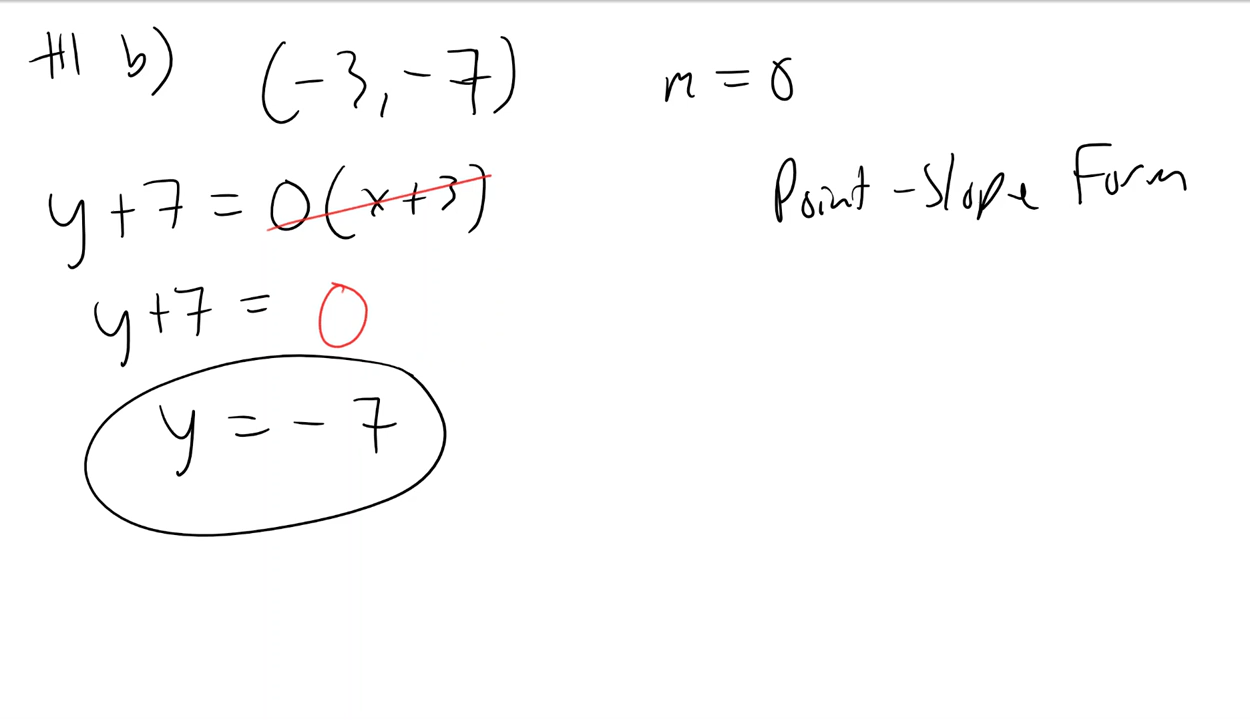 #1 b) (-3, -7) m = 0
Point-Slope Form
y+7 = 0(x+3)
y+7 = 0
y = -7